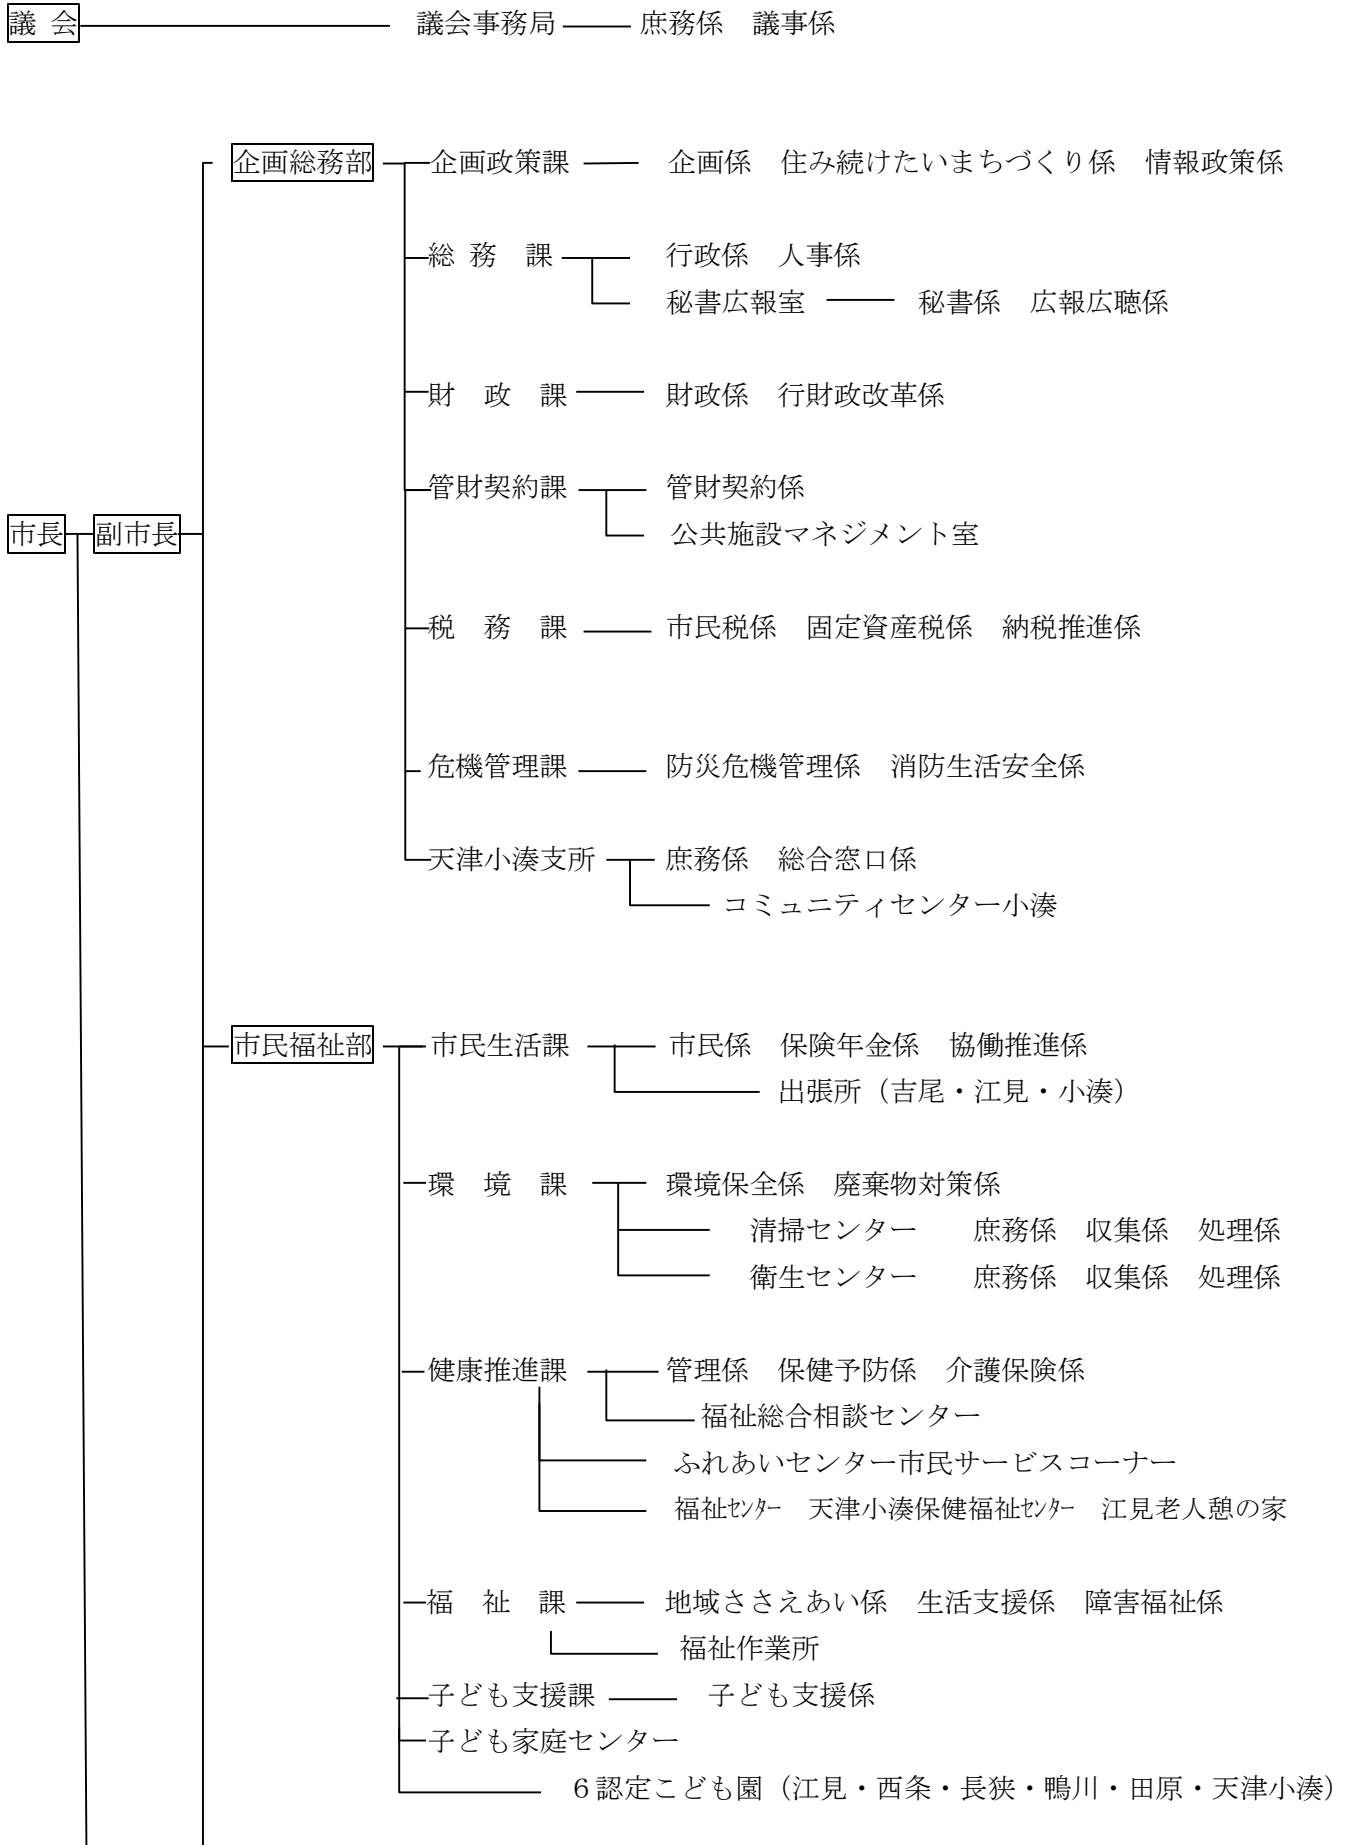 議 会 議会事務局 庶務係 議事係
企画総務部 企画政策課 企画係 住み続けたいまちづくり係 情報政策係
総 務 課 行政係 人事係
秘書広報室 秘書係 広報広聴係
財 政 課 財政係 行財政改革係
管財契約課 管財契約係
市長 副市長 公共施設マネジメント室
税 務 課 市民税係 固定資産税係 納税推進係
危機管理課 防災危機管理係 消防生活安全係
天津小湊支所 庶務係 総合窓口係
コミュニティセンター小湊
市民福祉部 市民生活課 市民係 保険年金係 協働推進係
出張所（吉尾・江見・小湊）
環 境 課 環境保全係 廃棄物対策係
清掃センター 庶務係 収集係 処理係
衛生センター 庶務係 収集係 処理係
健康推進課 管理係 保健予防係 介護保険係
福祉総合相談センター
ふれあいセンター市民サービスコーナー
福祉ｾﾝﾀｰ 天津小湊保健福祉ｾﾝﾀｰ 江見老人憩の家
福 祉 課 地域ささえあい係 生活支援係 障害福祉係
福祉作業所
子ども支援課 子ども支援係
子ども家庭センター
６認定こども園（江見・西条・長狭・鴨川・田原・天津小湊）